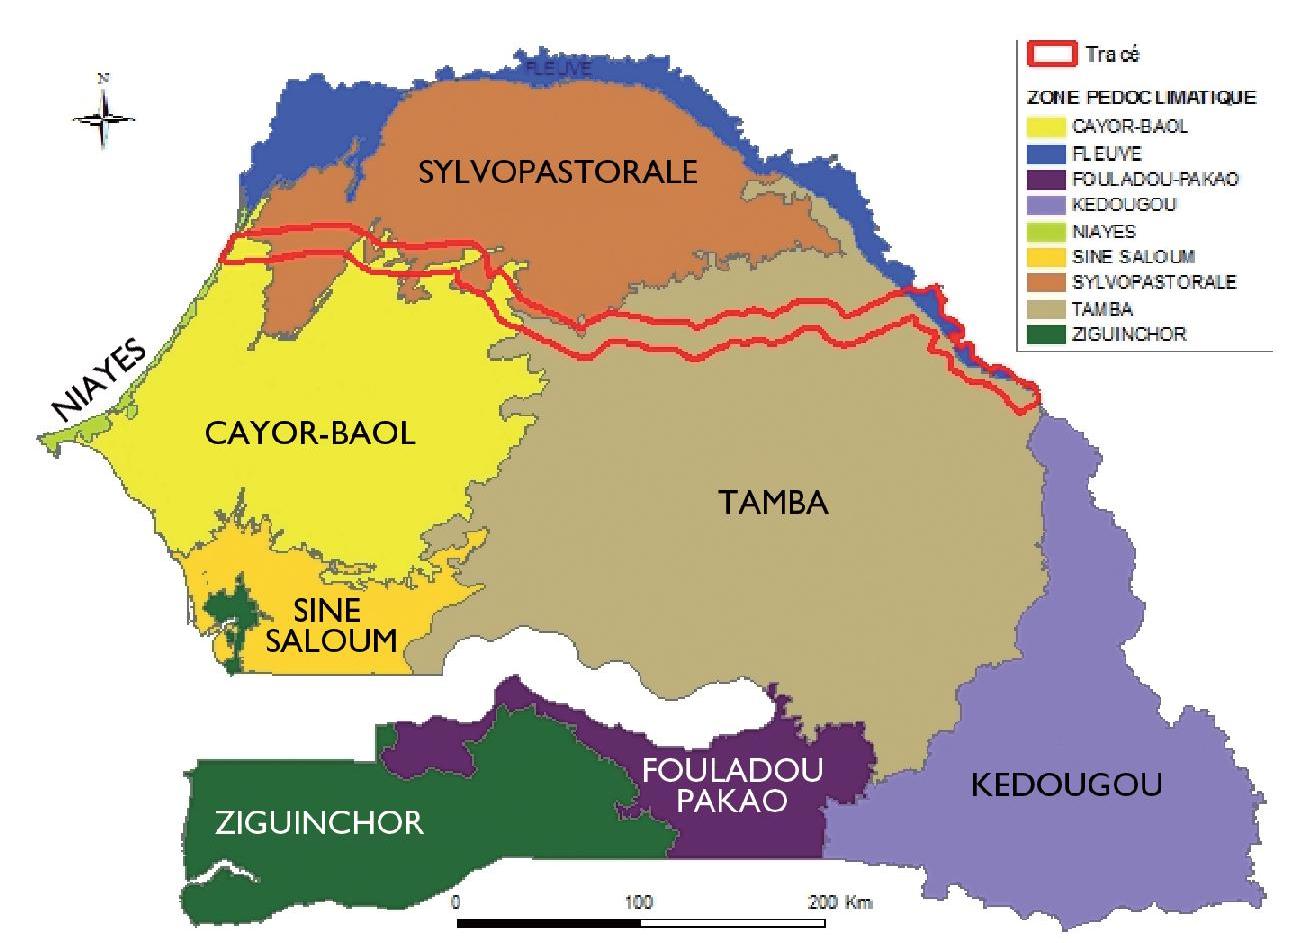 N
FLEUVE
SYLVOPASTORALE
NIAYES
CAYOR-BAOL
TAMBA
SINE
SALOUM
FOULADOU
PAKAO
KEDOUGOU
ZIGUINCHOR
0 100 200 Km
Tracé
ZONE PEDOCLIMATIQUE
CAYOR-BAOL
FLEUVE
FOULADOU-PAKAO
KEDOUGOU
NIAYES
SINE SALOUM
SYLVOPASTORALE
TAMBA
ZIGUINCHOR